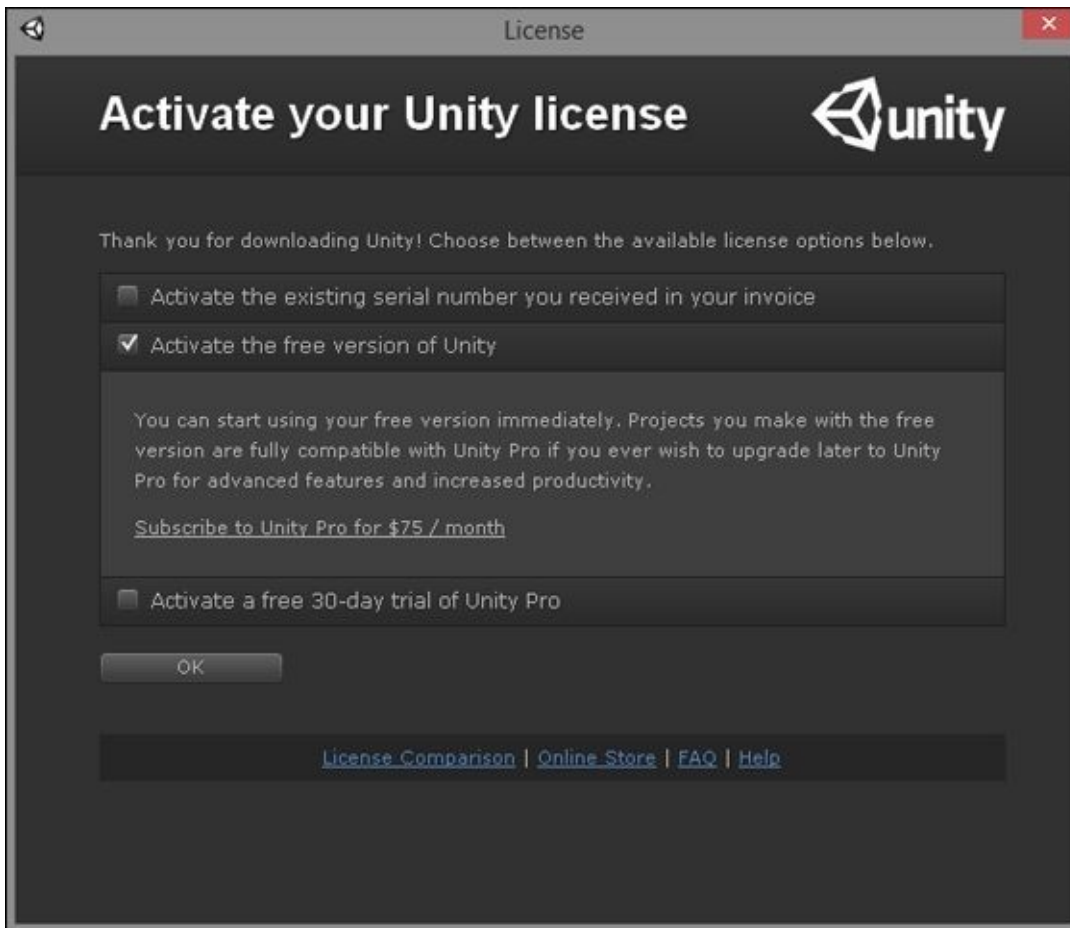 License
Activate your Unity license
unity
Thank you for downloading Unity! Choose between the available license options below.
Activate the existing serial number you received in your invoice
Activate the free version of Unity
You can start using your free version immediately. Projects you make with the free
version are fully compatible with Unity Pro if you ever wish to upgrade later to Unity
Pro for advanced features and increased productivity.
Subscribe to Unity Pro for $75 / month
Activate a free 30-day trial of Unity Pro
OK
License Comparison | Online Store | FAQ | Help